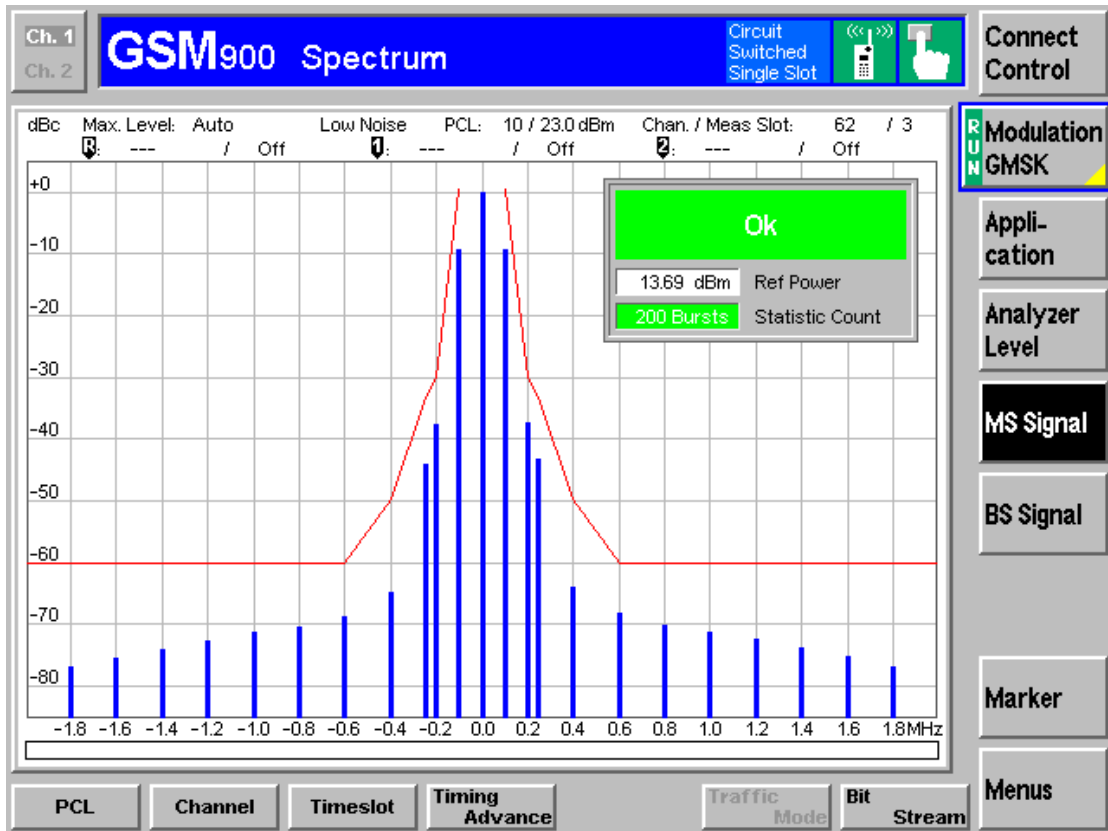 Ch. 1
Ch. 2
GSM900 Spectrum
Circuit
Switched
Single Slot
Connect
Control
dBc Max. Level: Auto Low Noise PCL: 10 / 23.0 dBm Chan. / Meas Slot: 62 / 3
R: --- / Off 1: --- / Off 2: --- / Off
RUN
Modulation
GMSK
Appli-
cation
Analyzer
Level
MS Signal
BS Signal
Marker
Menus
Ok
13.69 dBm Ref Power
200 Bursts Statistic Count
+0
-10
-20
-30
-40
-50
-60
-70
-80
-1.8 -1.6 -1.4 -1.2 -1.0 -0.8 -0.6 -0.4 -0.2 0.0 0.2 0.4 0.6 0.8 1.0 1.2 1.4 1.6 1.8MHz
PCL
Channel
Timeslot
Timing
Advance
Traffic
Mode
Bit
Stream